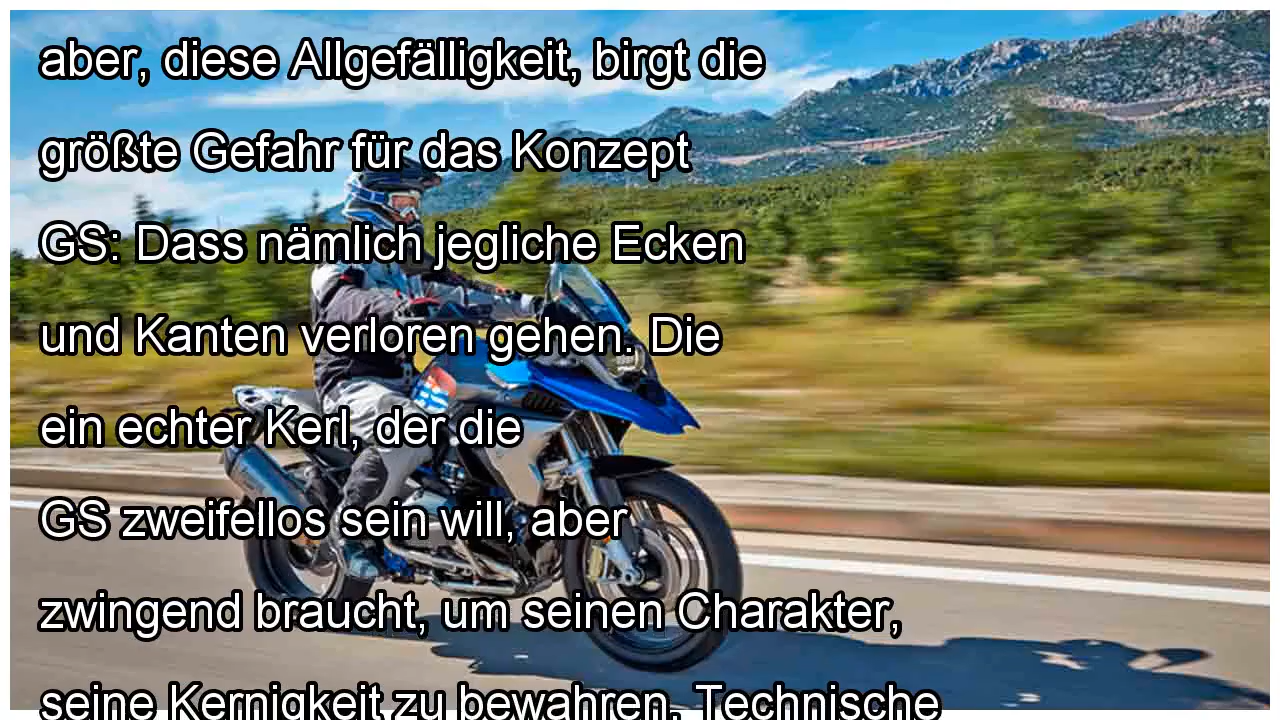 aber, diese Allgefälligkeit, birgt die
größte Gefahr für das Konzept
GS: Dass nämlich jegliche Ecken
und Kanten verloren gehen. Die
ein echter Kerl, der die
GS zweifellos sein will, aber
zwingend braucht, um seinen Charakter,
seine Kernigkeit zu bewahren. Technische